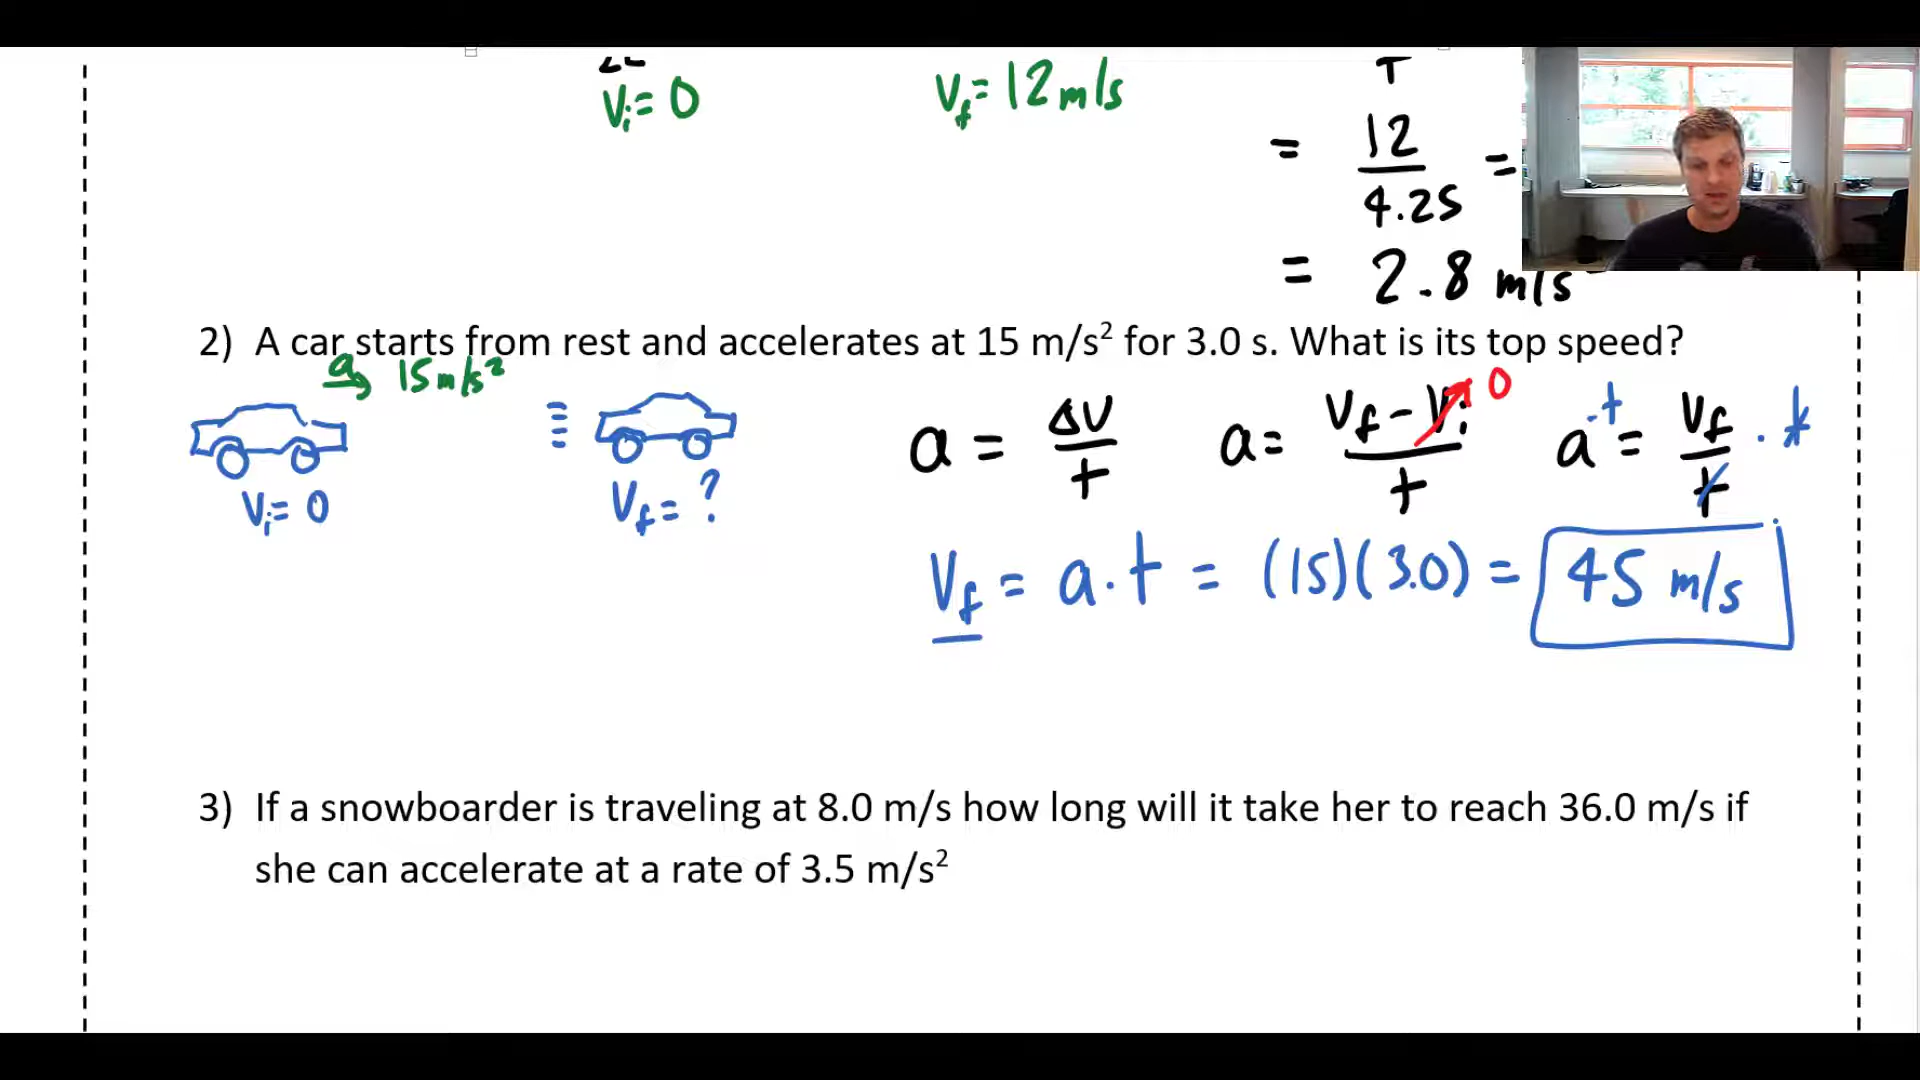 Vi= 0
Vf= 12 m/s
= 12/4.25 =
= 2.8 m/s
2) A car starts from rest and accelerates at 15 m/s² for 3.0 s. What is its top speed?
a 15 m/s²
a = Δv/t a = Vf - Vi/t 0 a · t = Vf/t · t
Vi= 0
Vf= ?
Vf = a · t = (15)(3.0) = 45 m/s
3) If a snowboarder is traveling at 8.0 m/s how long will it take her to reach 36.0 m/s if
she can accelerate at a rate of 3.5 m/s²